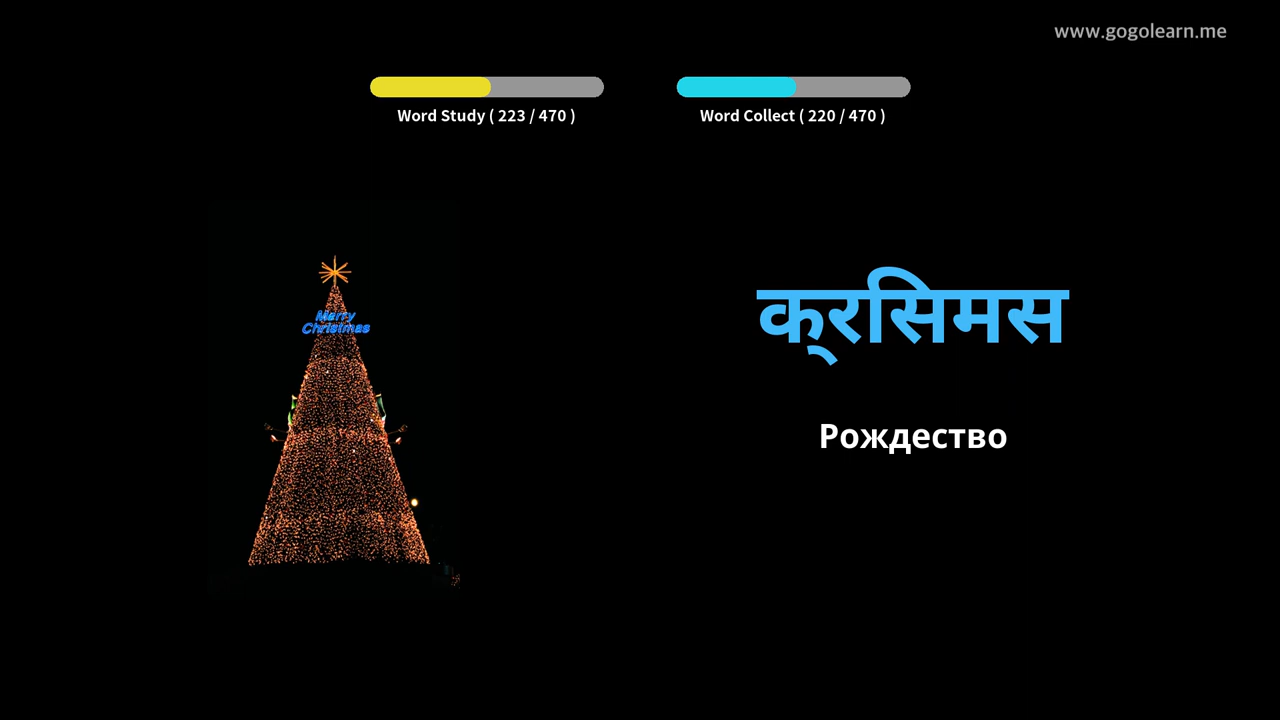 www.gogolearn.me
Word Study ( 223 / 470 )
Word Collect ( 220 / 470 )
Merry
Christmas
क्‌रसिमस
Рождество